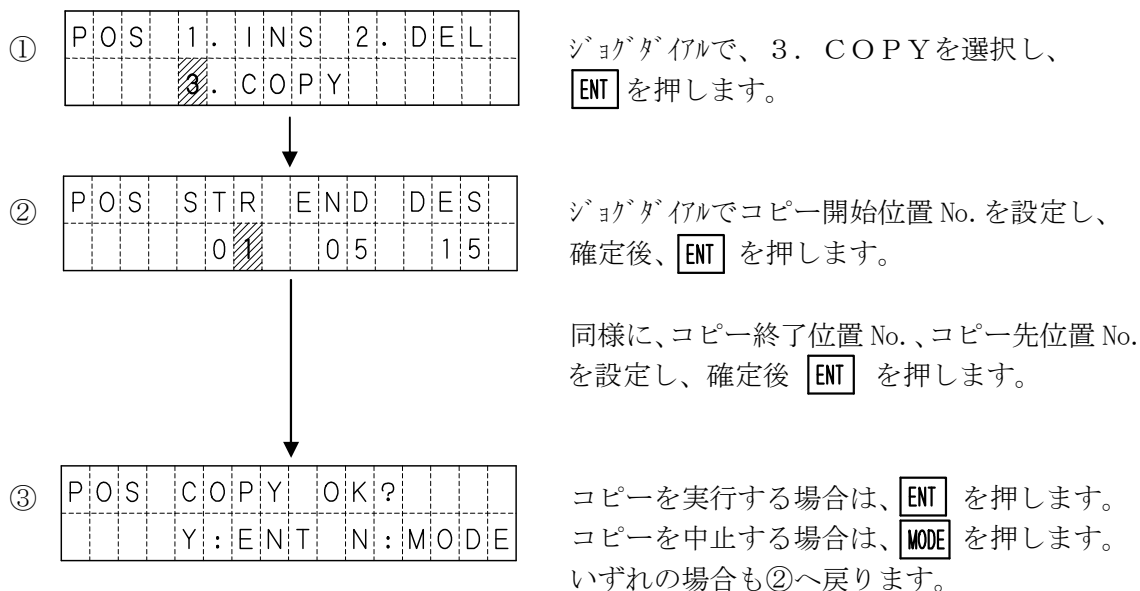 ① POS 1. INS 2. DEL
3. COPY
ｼﾞｮｸﾞﾀﾞｲｱﾙで、３．ＣＯＰＹを選択し、
ENT を押します。
② POS STR END DES
01 05 15
ｼﾞｮｸﾞﾀﾞｲｱﾙでコピー開始位置 No. を設定し、
確定後、 ENT を押します。
同様に、コピー終了位置 No.、コピー先位置 No.
を設定し、確定後 ENT を押します。
③ POS COPY OK?
Y:ENT N:MODE
コピーを実行する場合は、 ENT を押します。
コピーを中止する場合は、 MODE を押します。
いずれの場合も②へ戻ります。